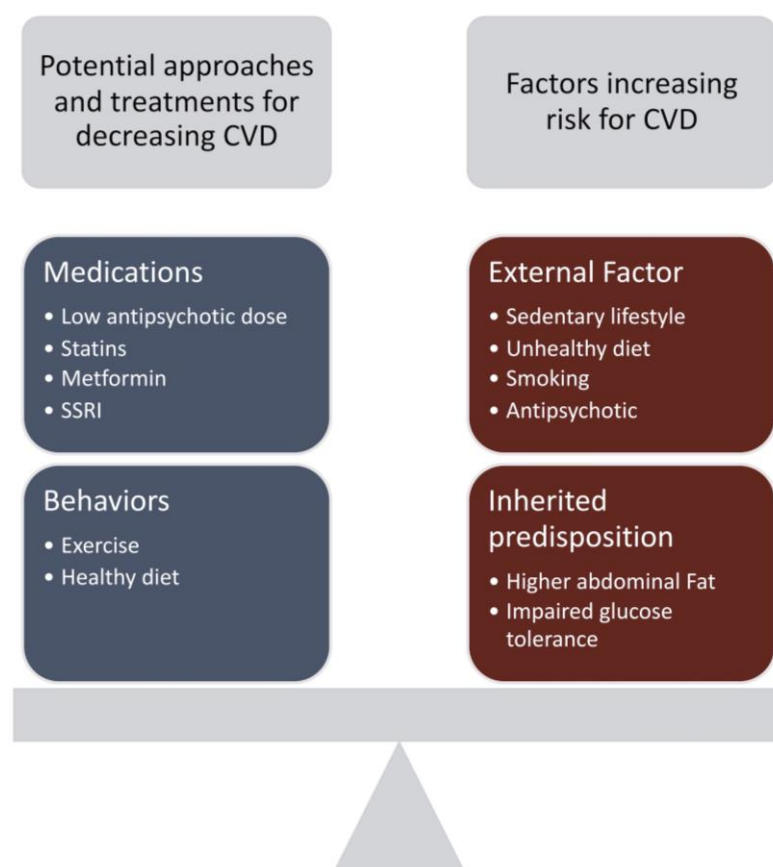 Potential approaches
and treatments for
decreasing CVD
Factors increasing
risk for CVD
Medications
• Low antipsychotic dose
• Statins
• Metformin
• SSRI
External Factor
• Sedentary lifestyle
• Unhealthy diet
• Smoking
• Antipsychotic
Behaviors
• Exercise
• Healthy diet
Inherited
predisposition
• Higher abdominal Fat
• Impaired glucose
tolerance